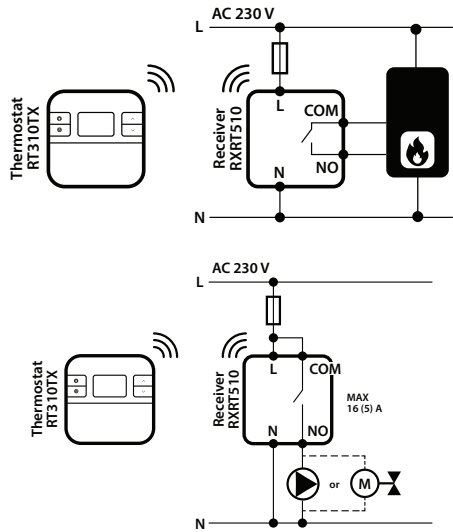 AC 230 V
L
Thermostat
RT310TX
Receiver
RXRT510
L
COM
N
NO
N
AC 230 V
L
Thermostat
RT310TX
Receiver
RXRT510
L
COM
MAX
16 (5) A
N
NO
or
M
N